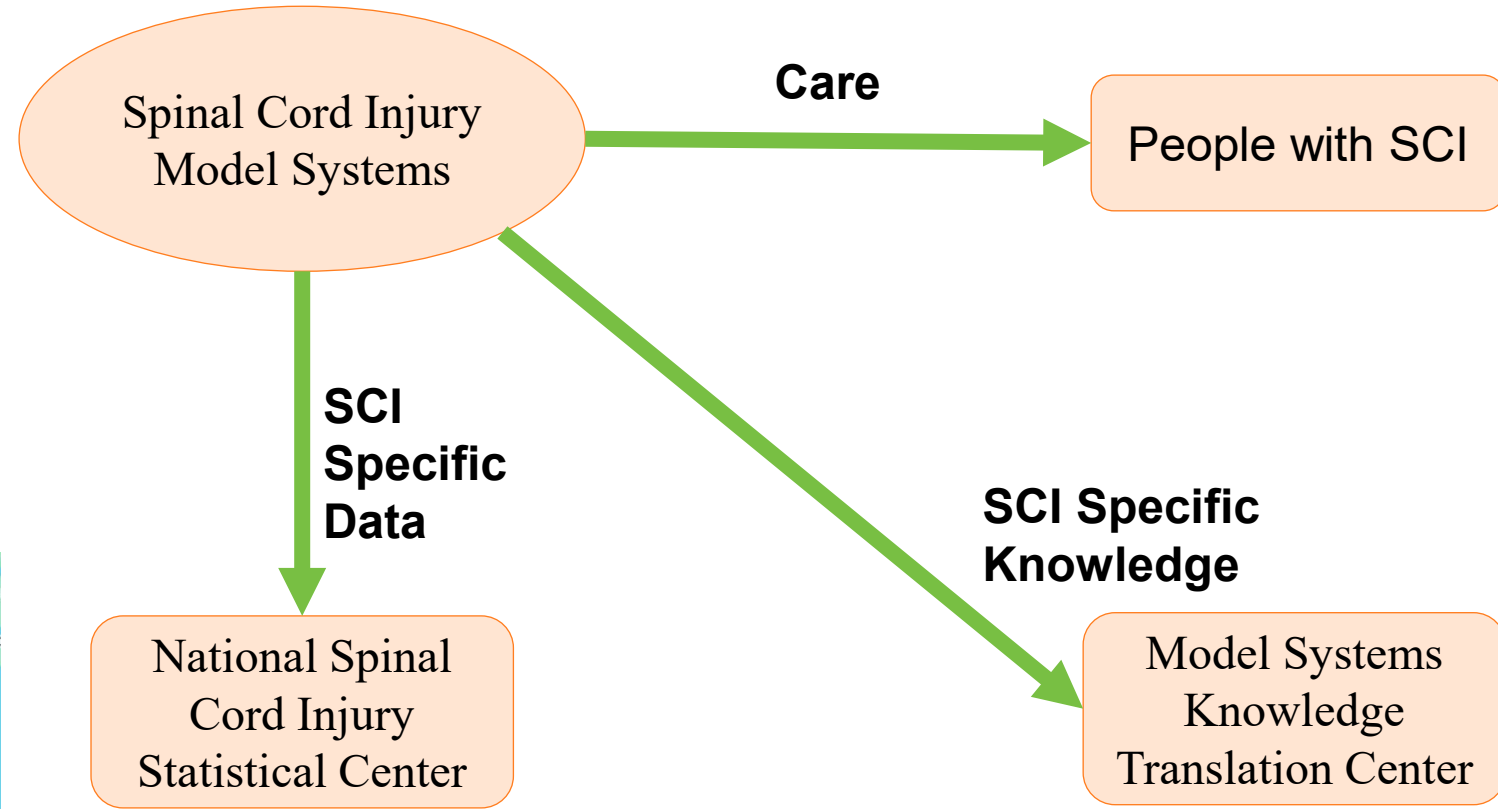 Spinal Cord Injury
Model Systems
Care
People with SCI
SCI
Specific
Data
SCI Specific
Knowledge
National Spinal
Cord Injury
Statistical Center
Model Systems
Knowledge
Translation Center